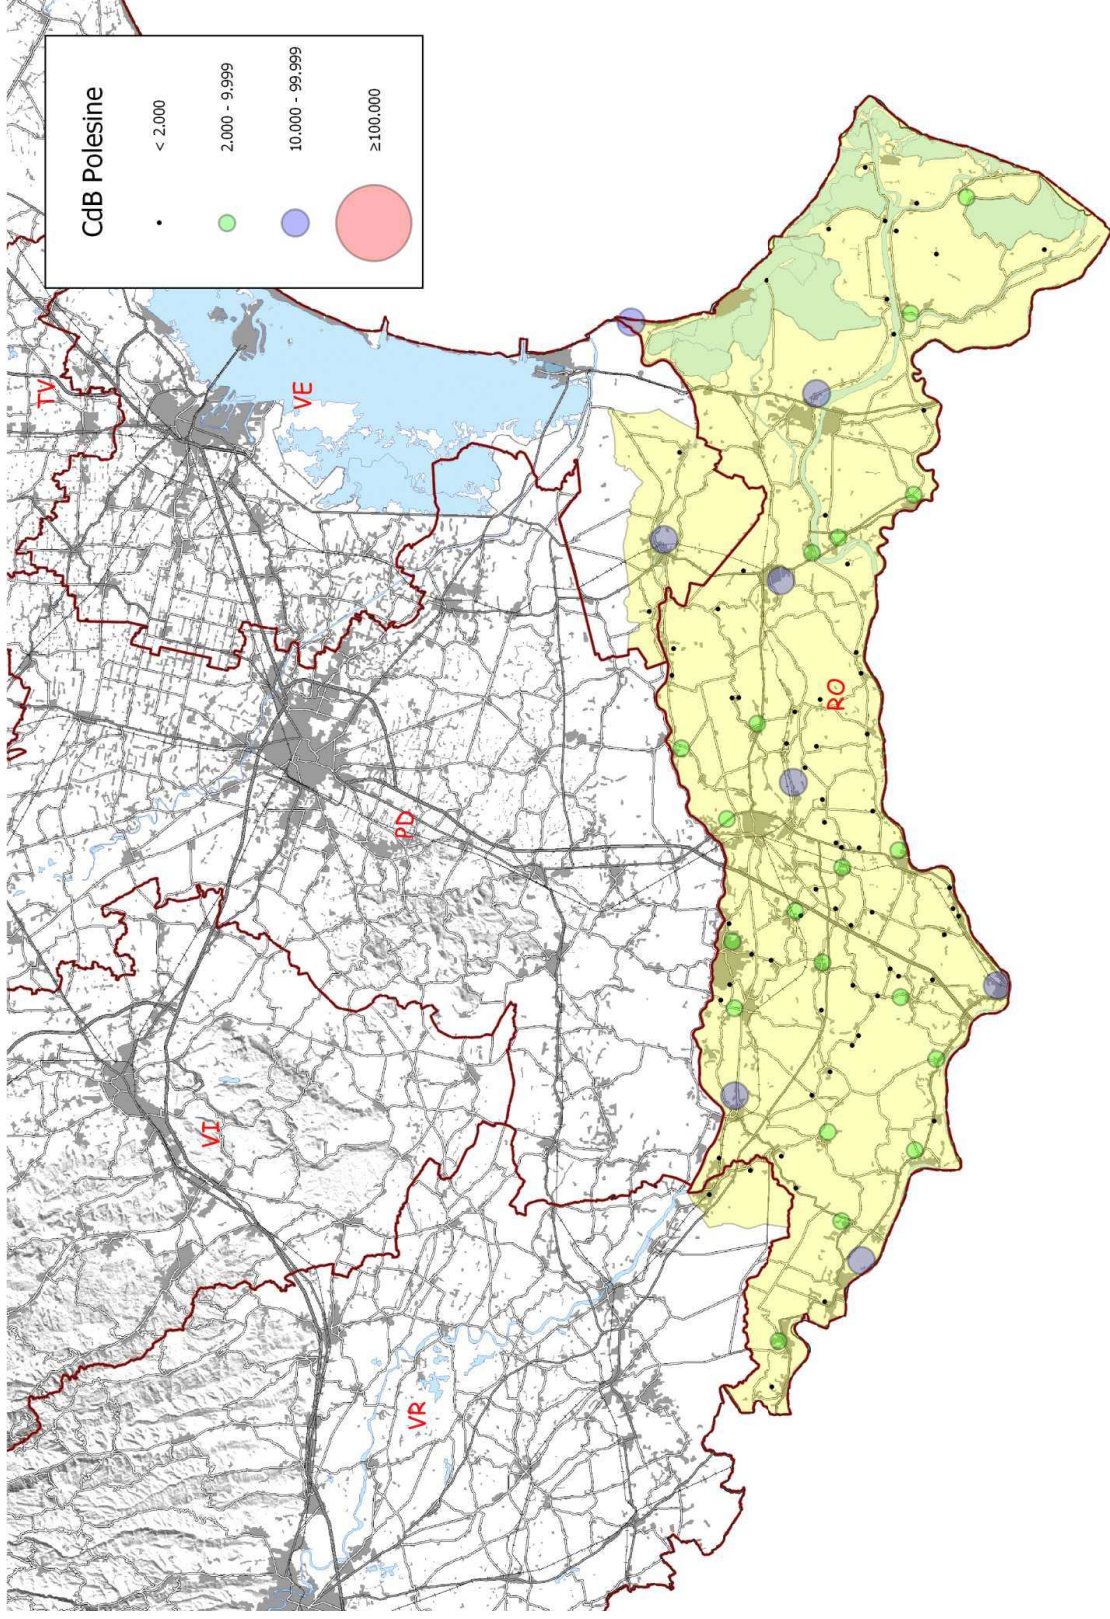 CdB Polesine
< 2.000
2.000 - 9.999
10.000 - 99.999
≥100.000
TV
VE
PD
VI
VR
RO